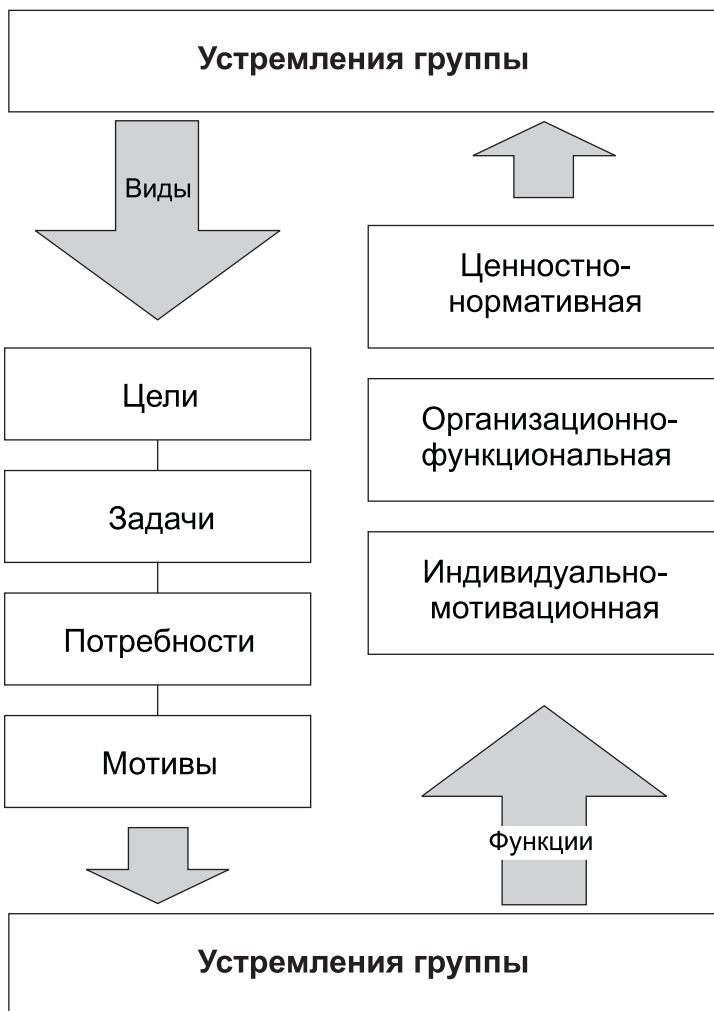 Устремления группы
Виды
Цели
Задачи
Потребности
Мотивы
Ценностно-
нормативная
Организационно-
функциональная
Индивидуально-
мотивационная
Функции
Устремления группы